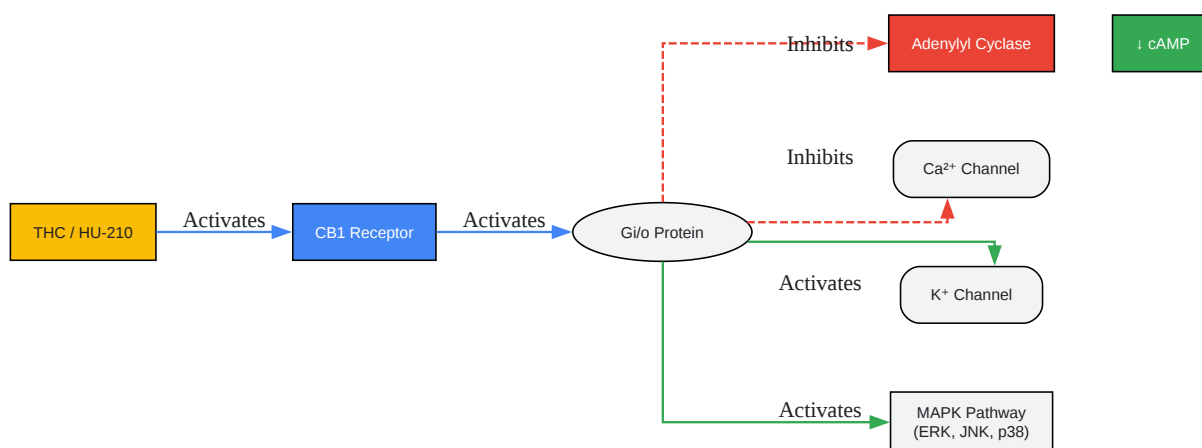 Inhibits
Adenylyl Cyclase
↓ cAMP
Inhibits
Ca²⁺ Channel
THC / HU-210
Activates
CB1 Receptor
Activates
Gi/o Protein
Activates
K⁺ Channel
Activates
MAPK Pathway
(ERK, JNK, p38)